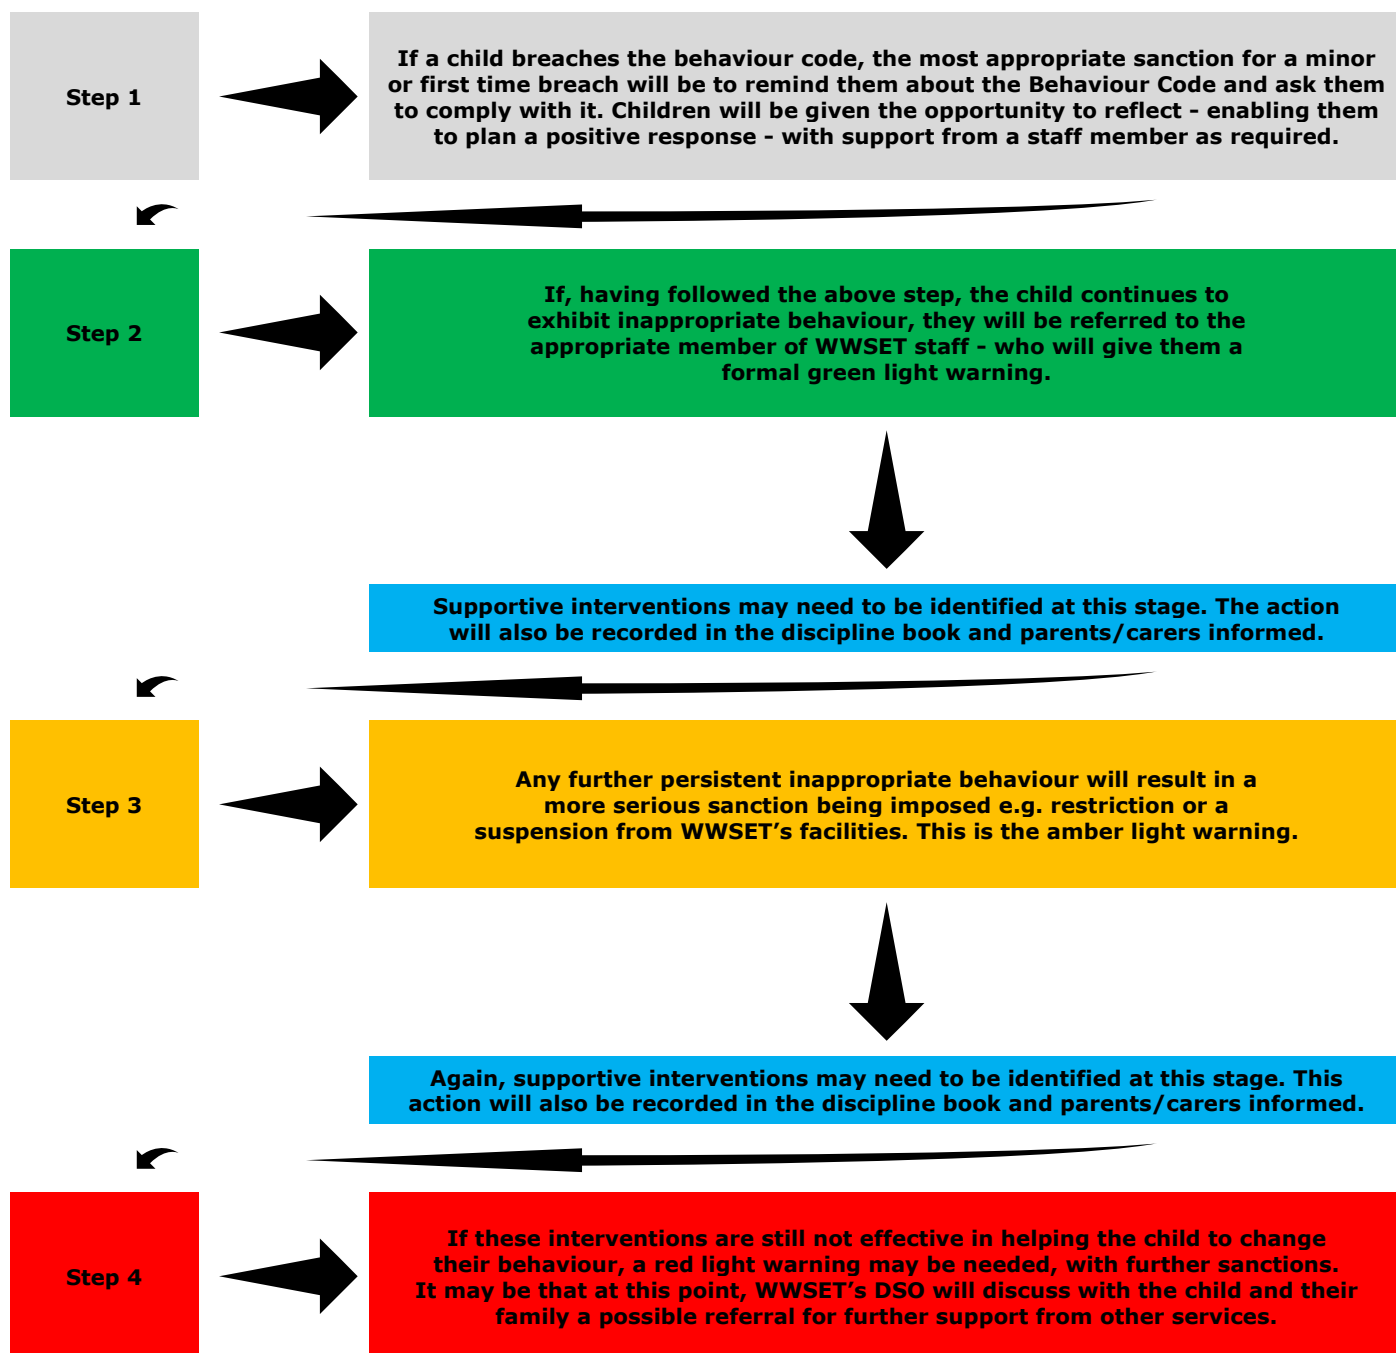 Step 1
If a child breaches the behaviour code, the most appropriate sanction for a minor
or first time breach will be to remind them about the Behaviour Code and ask them
to comply with it. Children will be given the opportunity to reflect - enabling them
to plan a positive response - with support from a staff member as required.
Step 2
If, having followed the above step, the child continues to
exhibit inappropriate behaviour, they will be referred to the
appropriate member of WWSET staff - who will give them a
formal green light warning.
Supportive interventions may need to be identified at this stage. The action
will also be recorded in the discipline book and parents/carers informed.
Step 3
Any further persistent inappropriate behaviour will result in a
more serious sanction being imposed e.g. restriction or a
suspension from WWSET’s facilities. This is the amber light warning.
Again, supportive interventions may need to be identified at this stage. This
action will also be recorded in the discipline book and parents/carers informed.
Step 4
If these interventions are still not effective in helping the child to change
their behaviour, a red light warning may be needed, with further sanctions.
It may be that at this point, WWSET’s DSO will discuss with the child and their
family a possible referral for further support from other services.